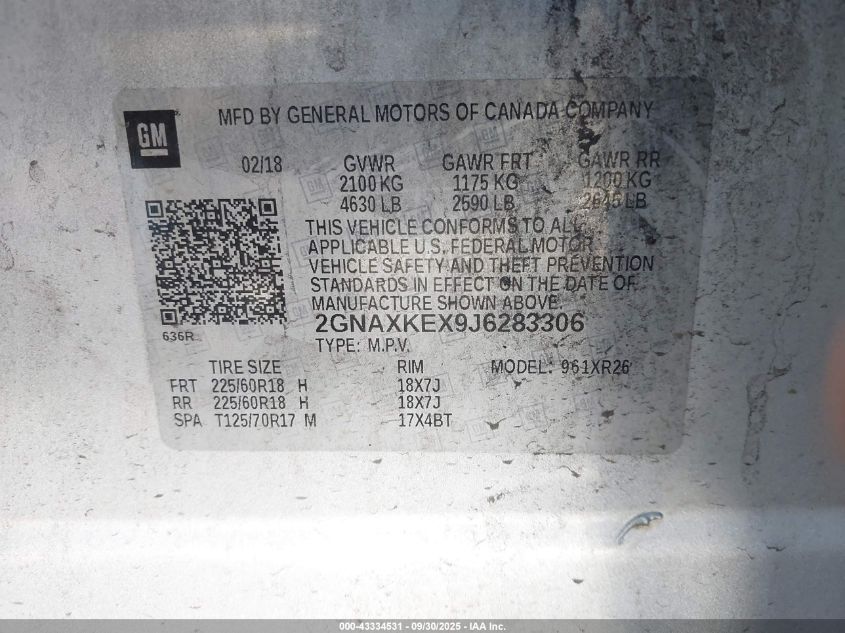 GM
MFD BY GENERAL MOTORS OF CANADA COMPANY
02/18 GVWR GAWR FRT GAWR RR
2100 KG 1175 KG 1200 KG
4630 LB 2590 LB 2645 LB
THIS VEHICLE CONFORMS TO ALL
APPLICABLE U.S. FEDERAL MOTOR
VEHICLE SAFETY AND THEFT PREVENTION
STANDARDS IN EFFECT ON THE DATE OF
MANUFACTURE SHOWN ABOVE.
2GNAXKEX9J6283306
636R
TYPE: M.P.V.
TIRE SIZE RIM MODEL: 961XR26
FRT 225/60R18 H 18X7J
RR 225/60R18 H 18X7J
SPA T125/70R17 M 17X4BT
000-43334531 - 09/30/2025 - IAA Inc.